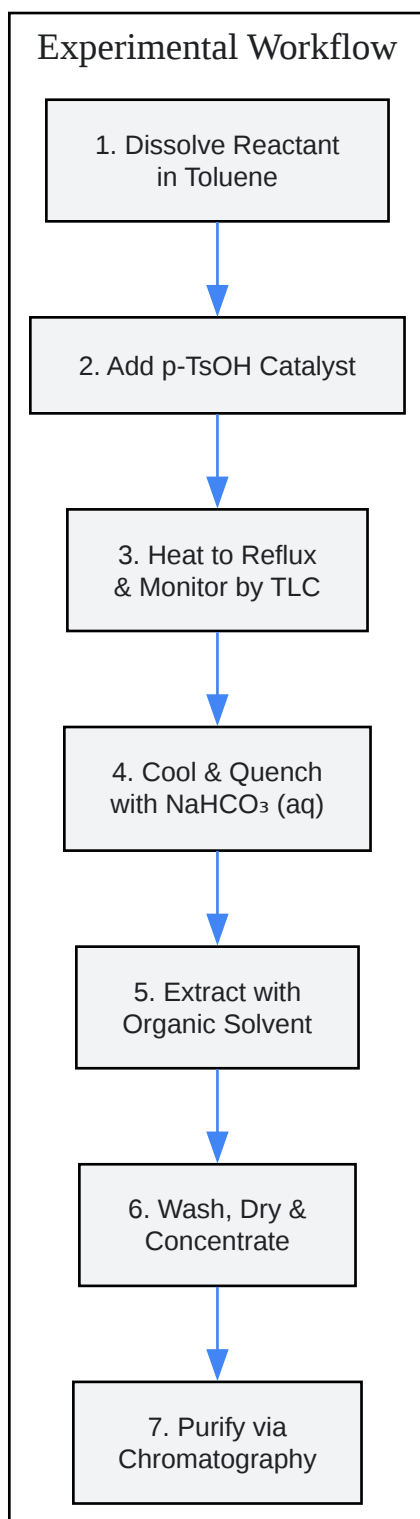 Experimental Workflow
1. Dissolve Reactant
in Toluene
2. Add p-TsOH Catalyst
3. Heat to Reflux
& Monitor by TLC
4. Cool & Quench
with NaHCO₃ (aq)
5. Extract with
Organic Solvent
6. Wash, Dry &
Concentrate
7. Purify via
Chromatography